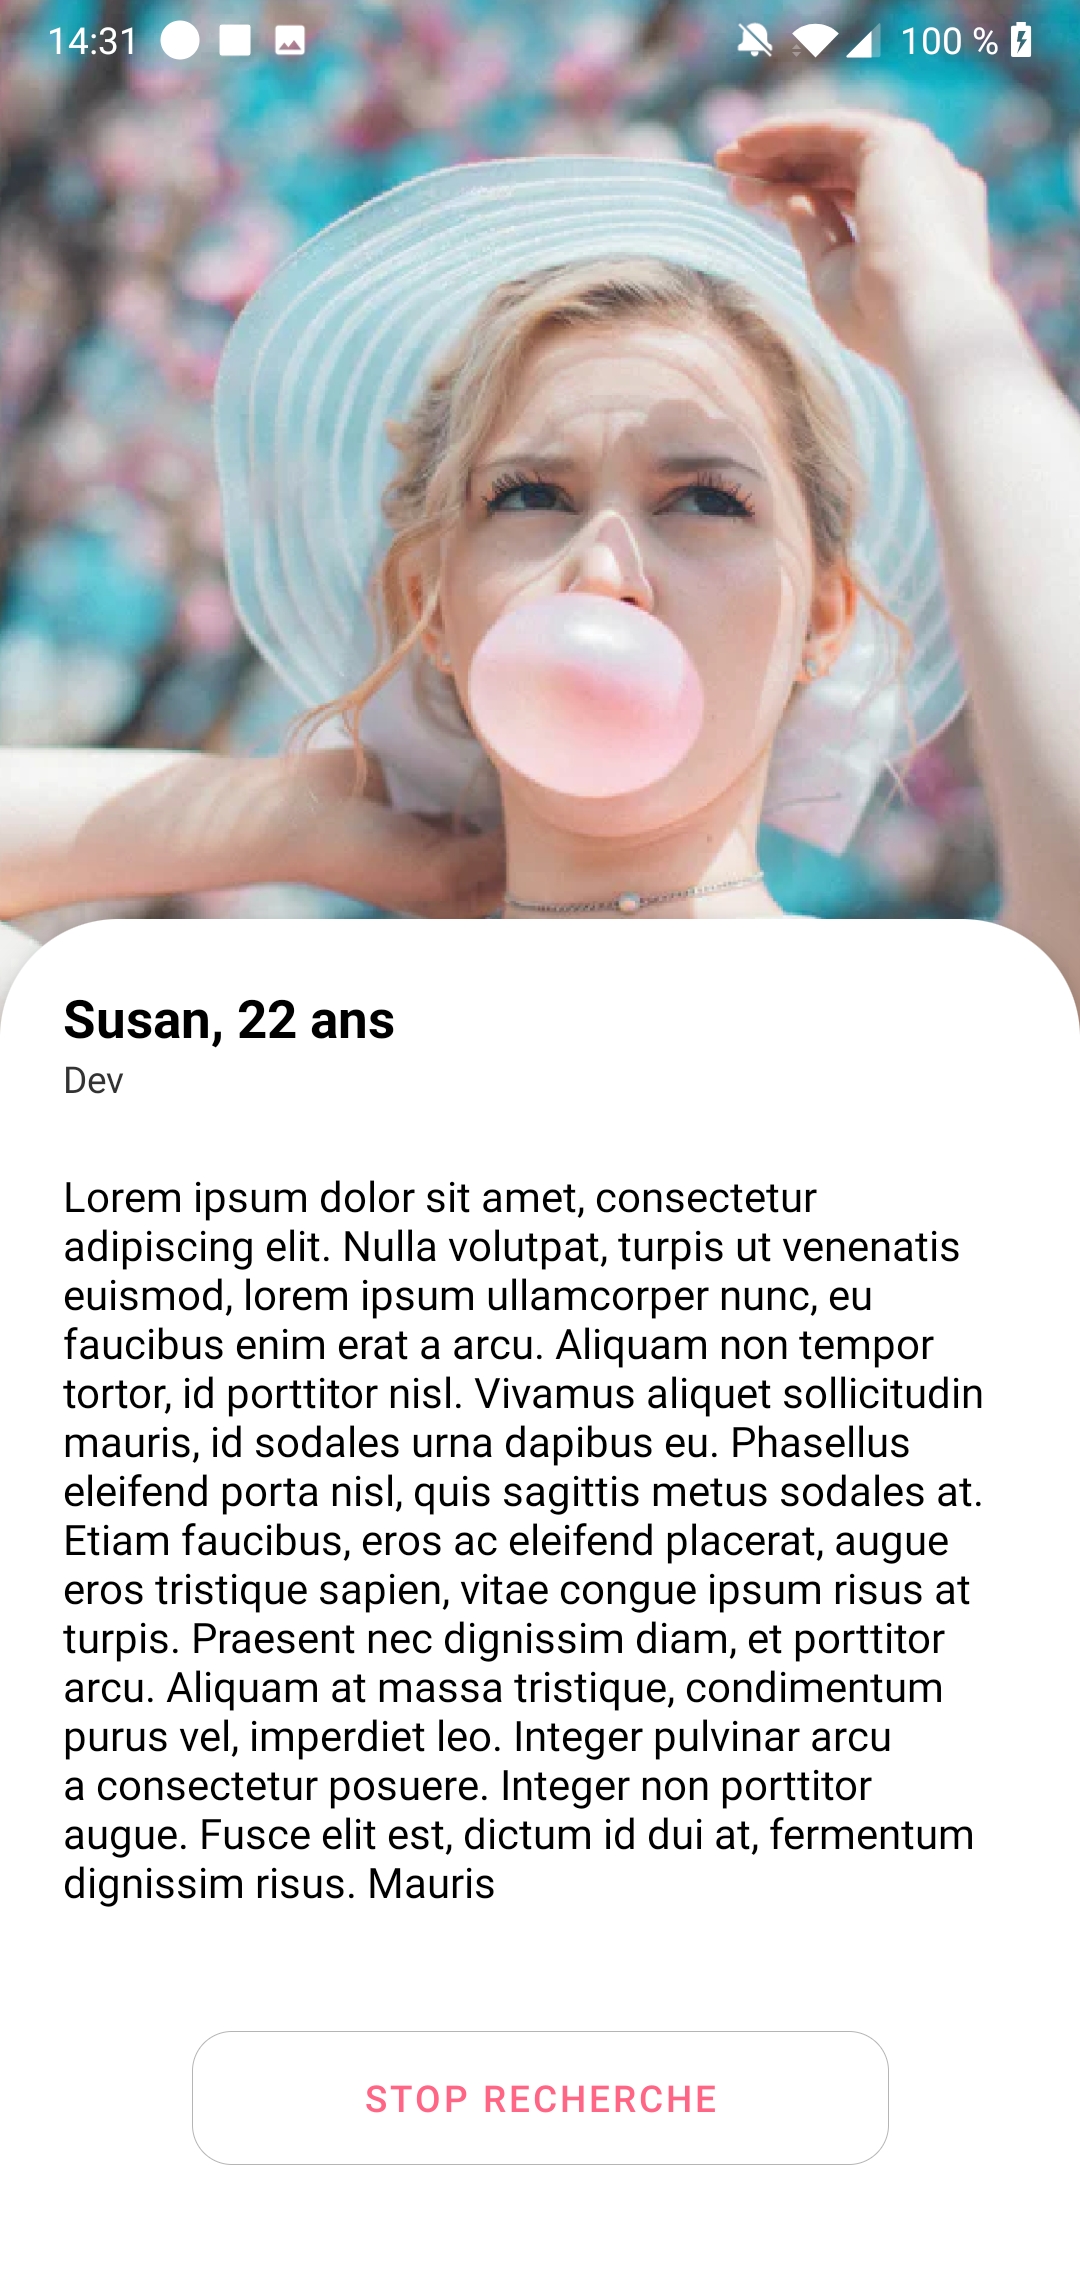 14:31 100 %
Susan, 22 ans
Dev
Lorem ipsum dolor sit amet, consectetur
adipiscing elit. Nulla volutpat, turpis ut venenatis
euismod, lorem ipsum ullamcorper nunc, eu
faucibus enim erat a arcu. Aliquam non tempor
tortor, id porttitor nisl. Vivamus aliquet sollicitudin
mauris, id sodales urna dapibus eu. Phasellus
eleifend porta nisl, quis sagittis metus sodales at.
Etiam faucibus, eros ac eleifend placerat, augue
eros tristique sapien, vitae congue ipsum risus at
turpis. Praesent nec dignissim diam, et porttitor
arcu. Aliquam at massa tristique, condimentum
purus vel, imperdiet leo. Integer pulvinar arcu
a consectetur posuere. Integer non porttitor
augue. Fusce elit est, dictum id dui at, fermentum
dignissim risus. Mauris
STOP RECHERCHE